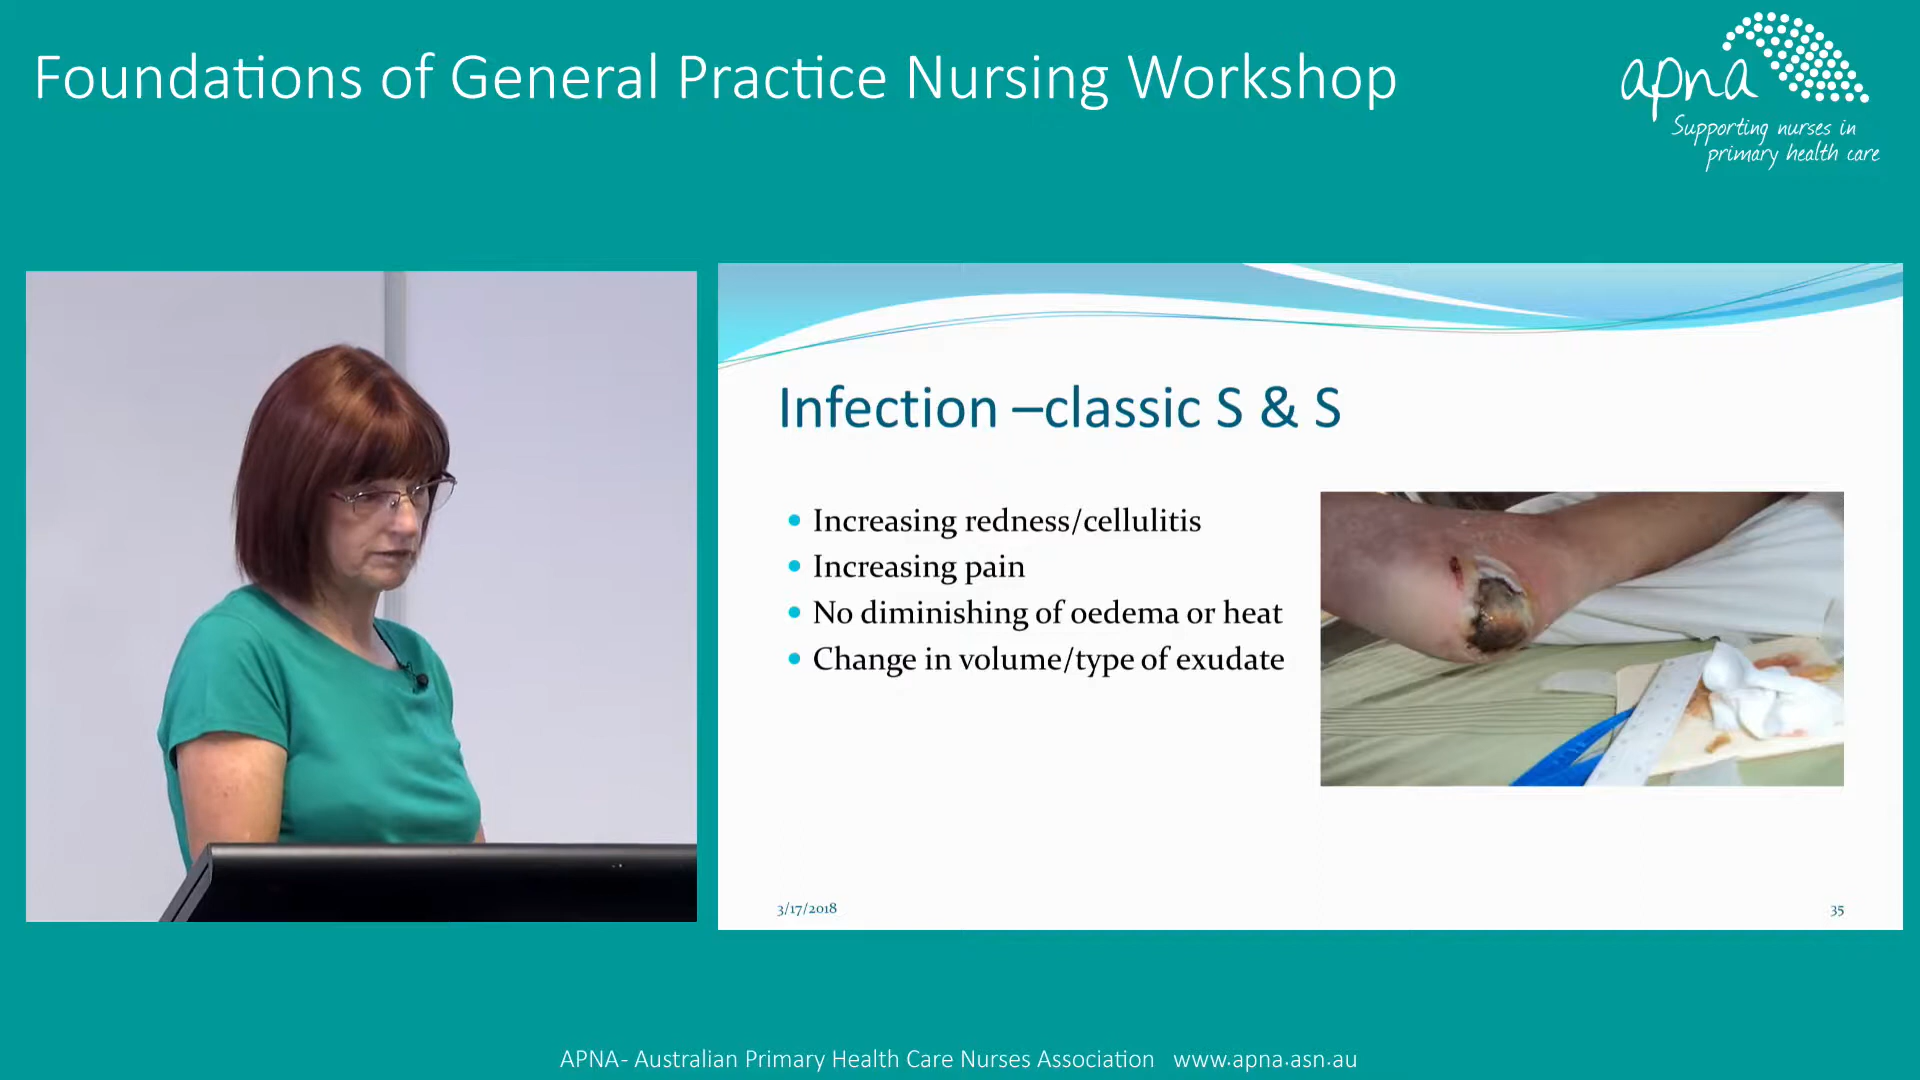 Foundations of General Practice Nursing Workshop
apna
Supporting nurses in
primary health care
Infection –classic S & S
• Increasing redness/cellulitis
• Increasing pain
• No diminishing of oedema or heat
• Change in volume/type of exudate
3/17/2018
35
APNA- Australian Primary Health Care Nurses Association www.apna.asn.au